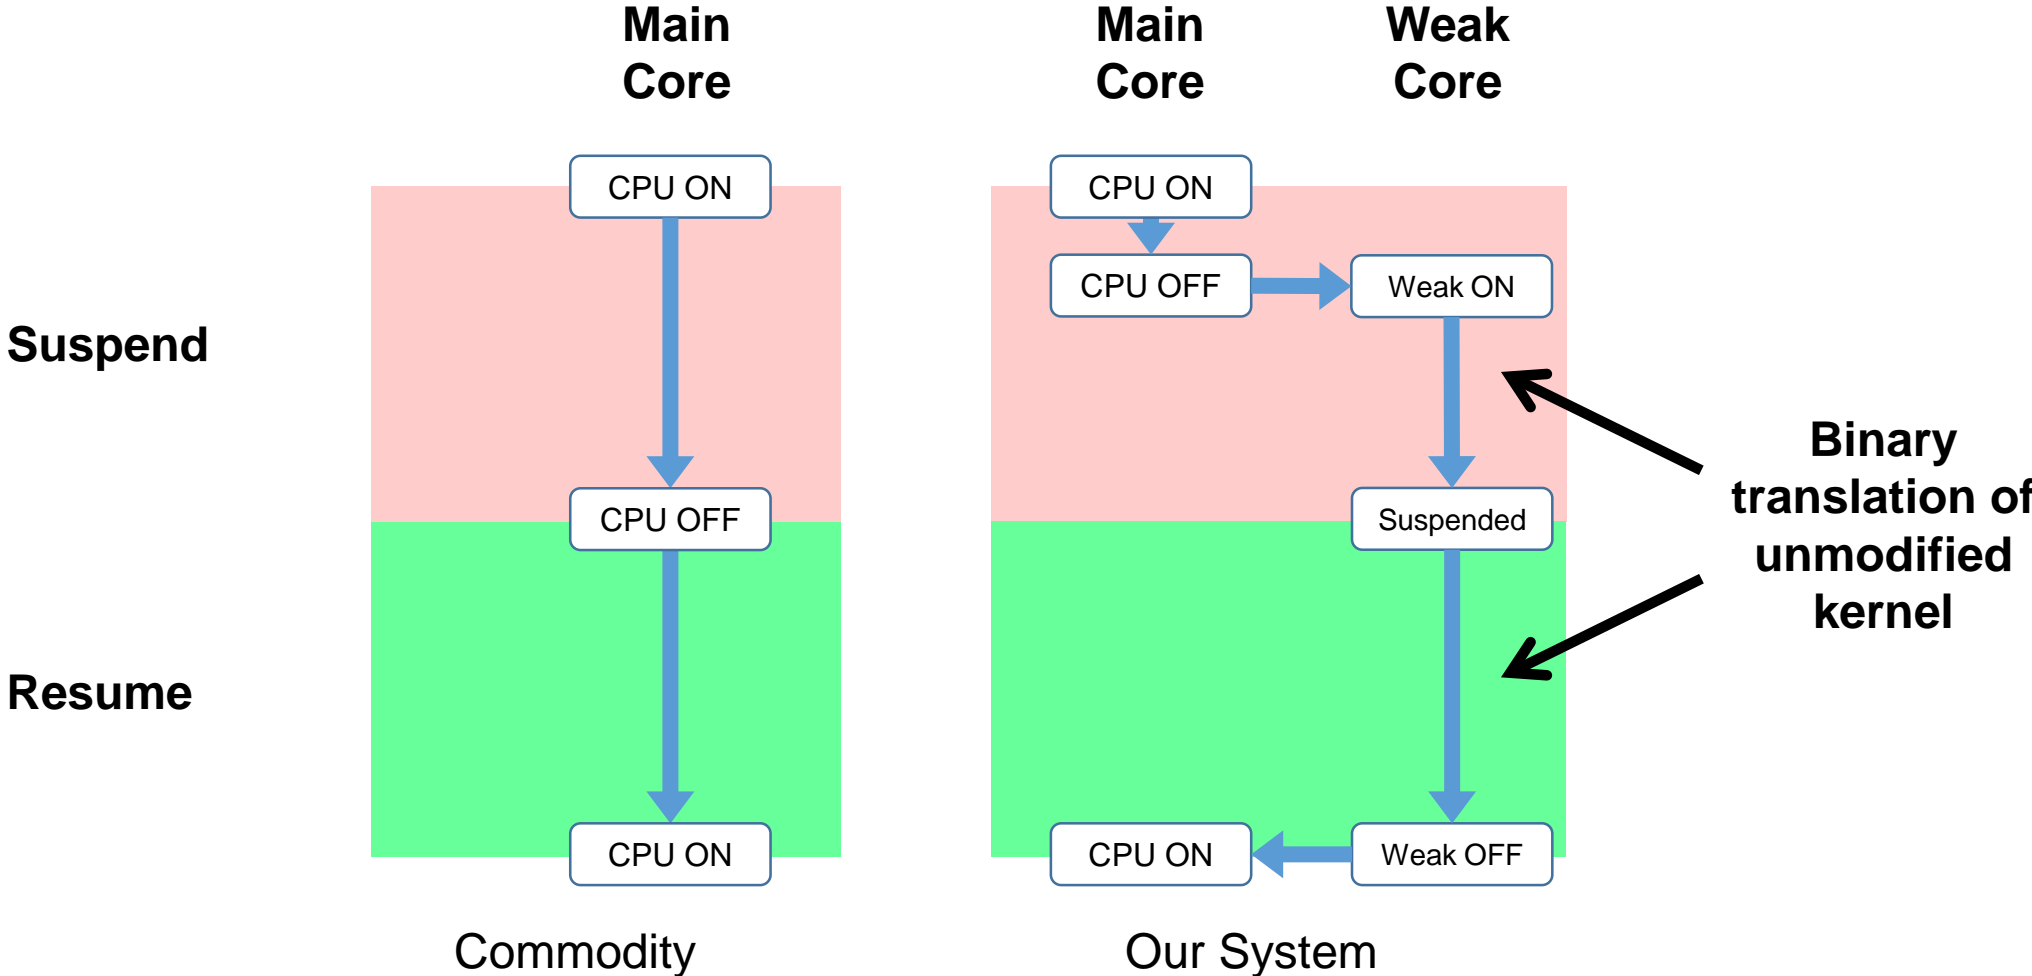 Main
Core
Main
Core
Weak
Core
CPU ON
CPU ON
CPU OFF
Weak ON
Suspend
Binary
translation of
unmodified
kernel
CPU OFF
Suspended
Resume
CPU ON
CPU ON
Weak OFF
Commodity
Our System